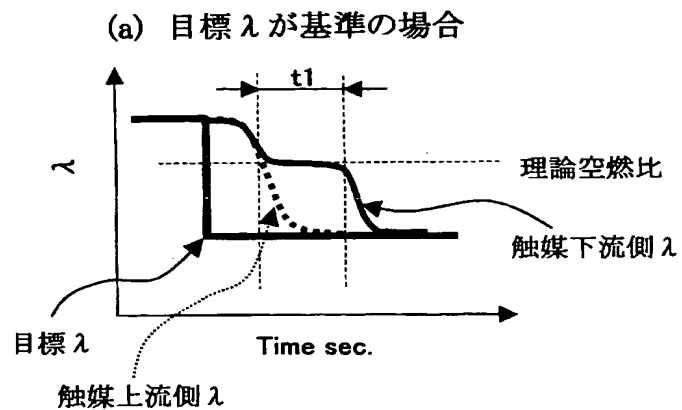 (a) 目標λが基準の場合
t1
λ
理論空燃比
触媒下流側λ
目標λ
Time sec.
触媒上流側λ